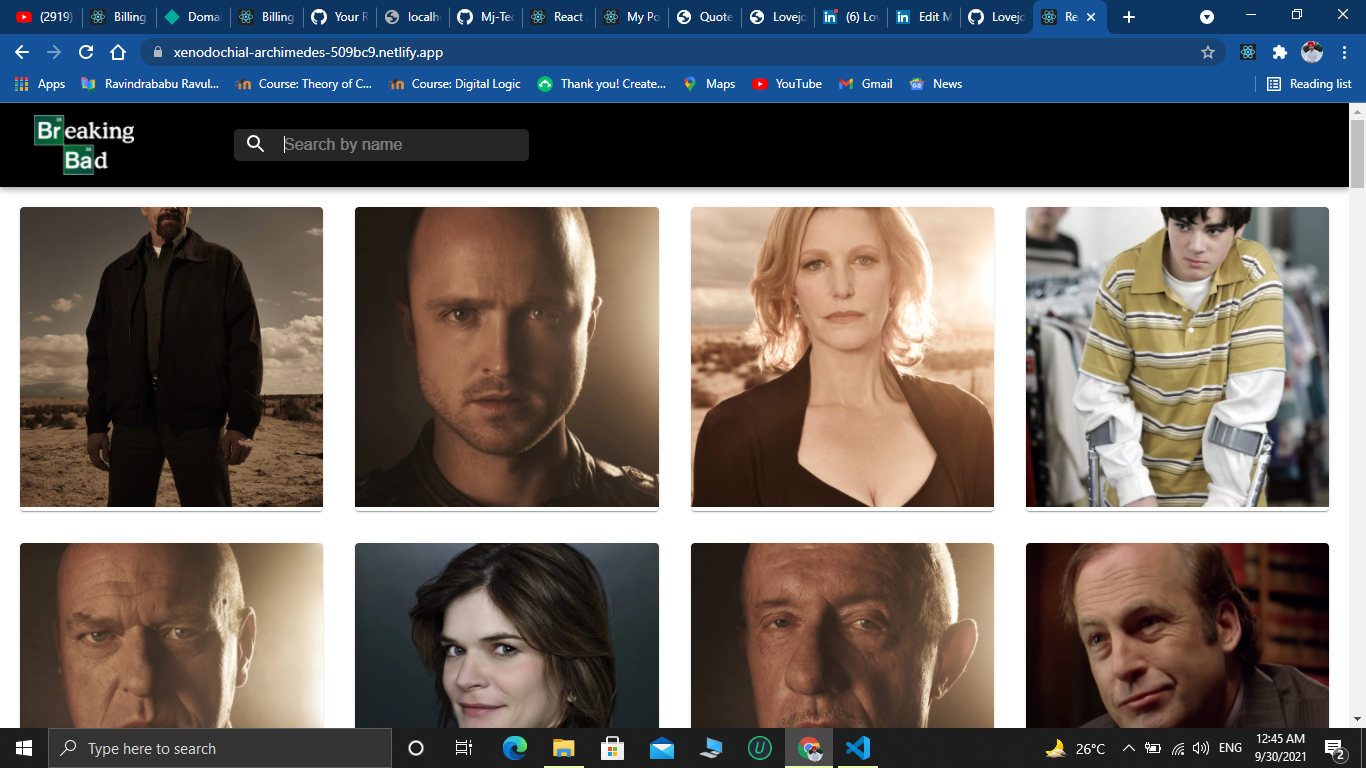 (2919)
Billing
Doma
Billing
Your R
localh
Mj-Tec
React
My Po
Quote
Lovejo
(6) Lov
Edit M
Lovejo
Re
xenodochial-archimedes-509bc9.netlify.app
Apps
Ravindrababu Ravul...
Course: Theory of C...
Course: Digital Logic
Thank you! Create...
Maps
YouTube
Gmail
News
Reading list
Breaking
Bad
Search by name
Type here to search
26°C
ENG
12:45 AM
9/30/2021
2